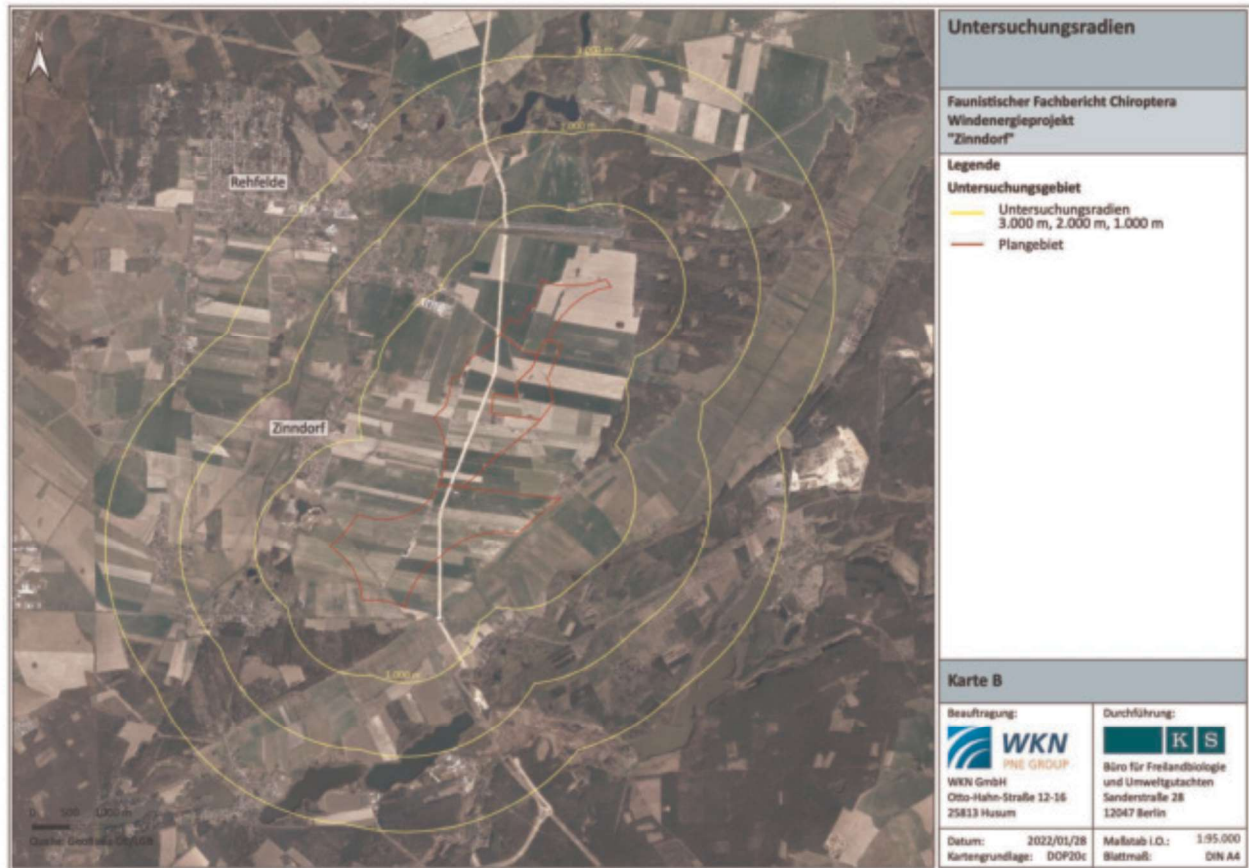 Untersuchungsradien
Faunistischer Fachbericht Chiroptera
Windenergieprojekt
"Zinndorf"
Legende
Untersuchungsgebiet
Untersuchungsradien
3.000 m, 2.000 m, 1.000 m
Plangebiet
N
Rehfelde
Zinndorf
0 500 1.000 m
Karte B
Beauftragung:
WKN
PNE GROUP
WKN GmbH
Otto-Hahn-Straße 12-16
25813 Husum
Durchführung:
K S
Büro für Freilandbiologie
und Umweltgutachten
Sanderstraße 28
12047 Berlin
Datum: 2022/01/28
Kartengrundlage: DOP20c
Maßstab i.O.: 1:95.000
Blattmaß: DIN A4